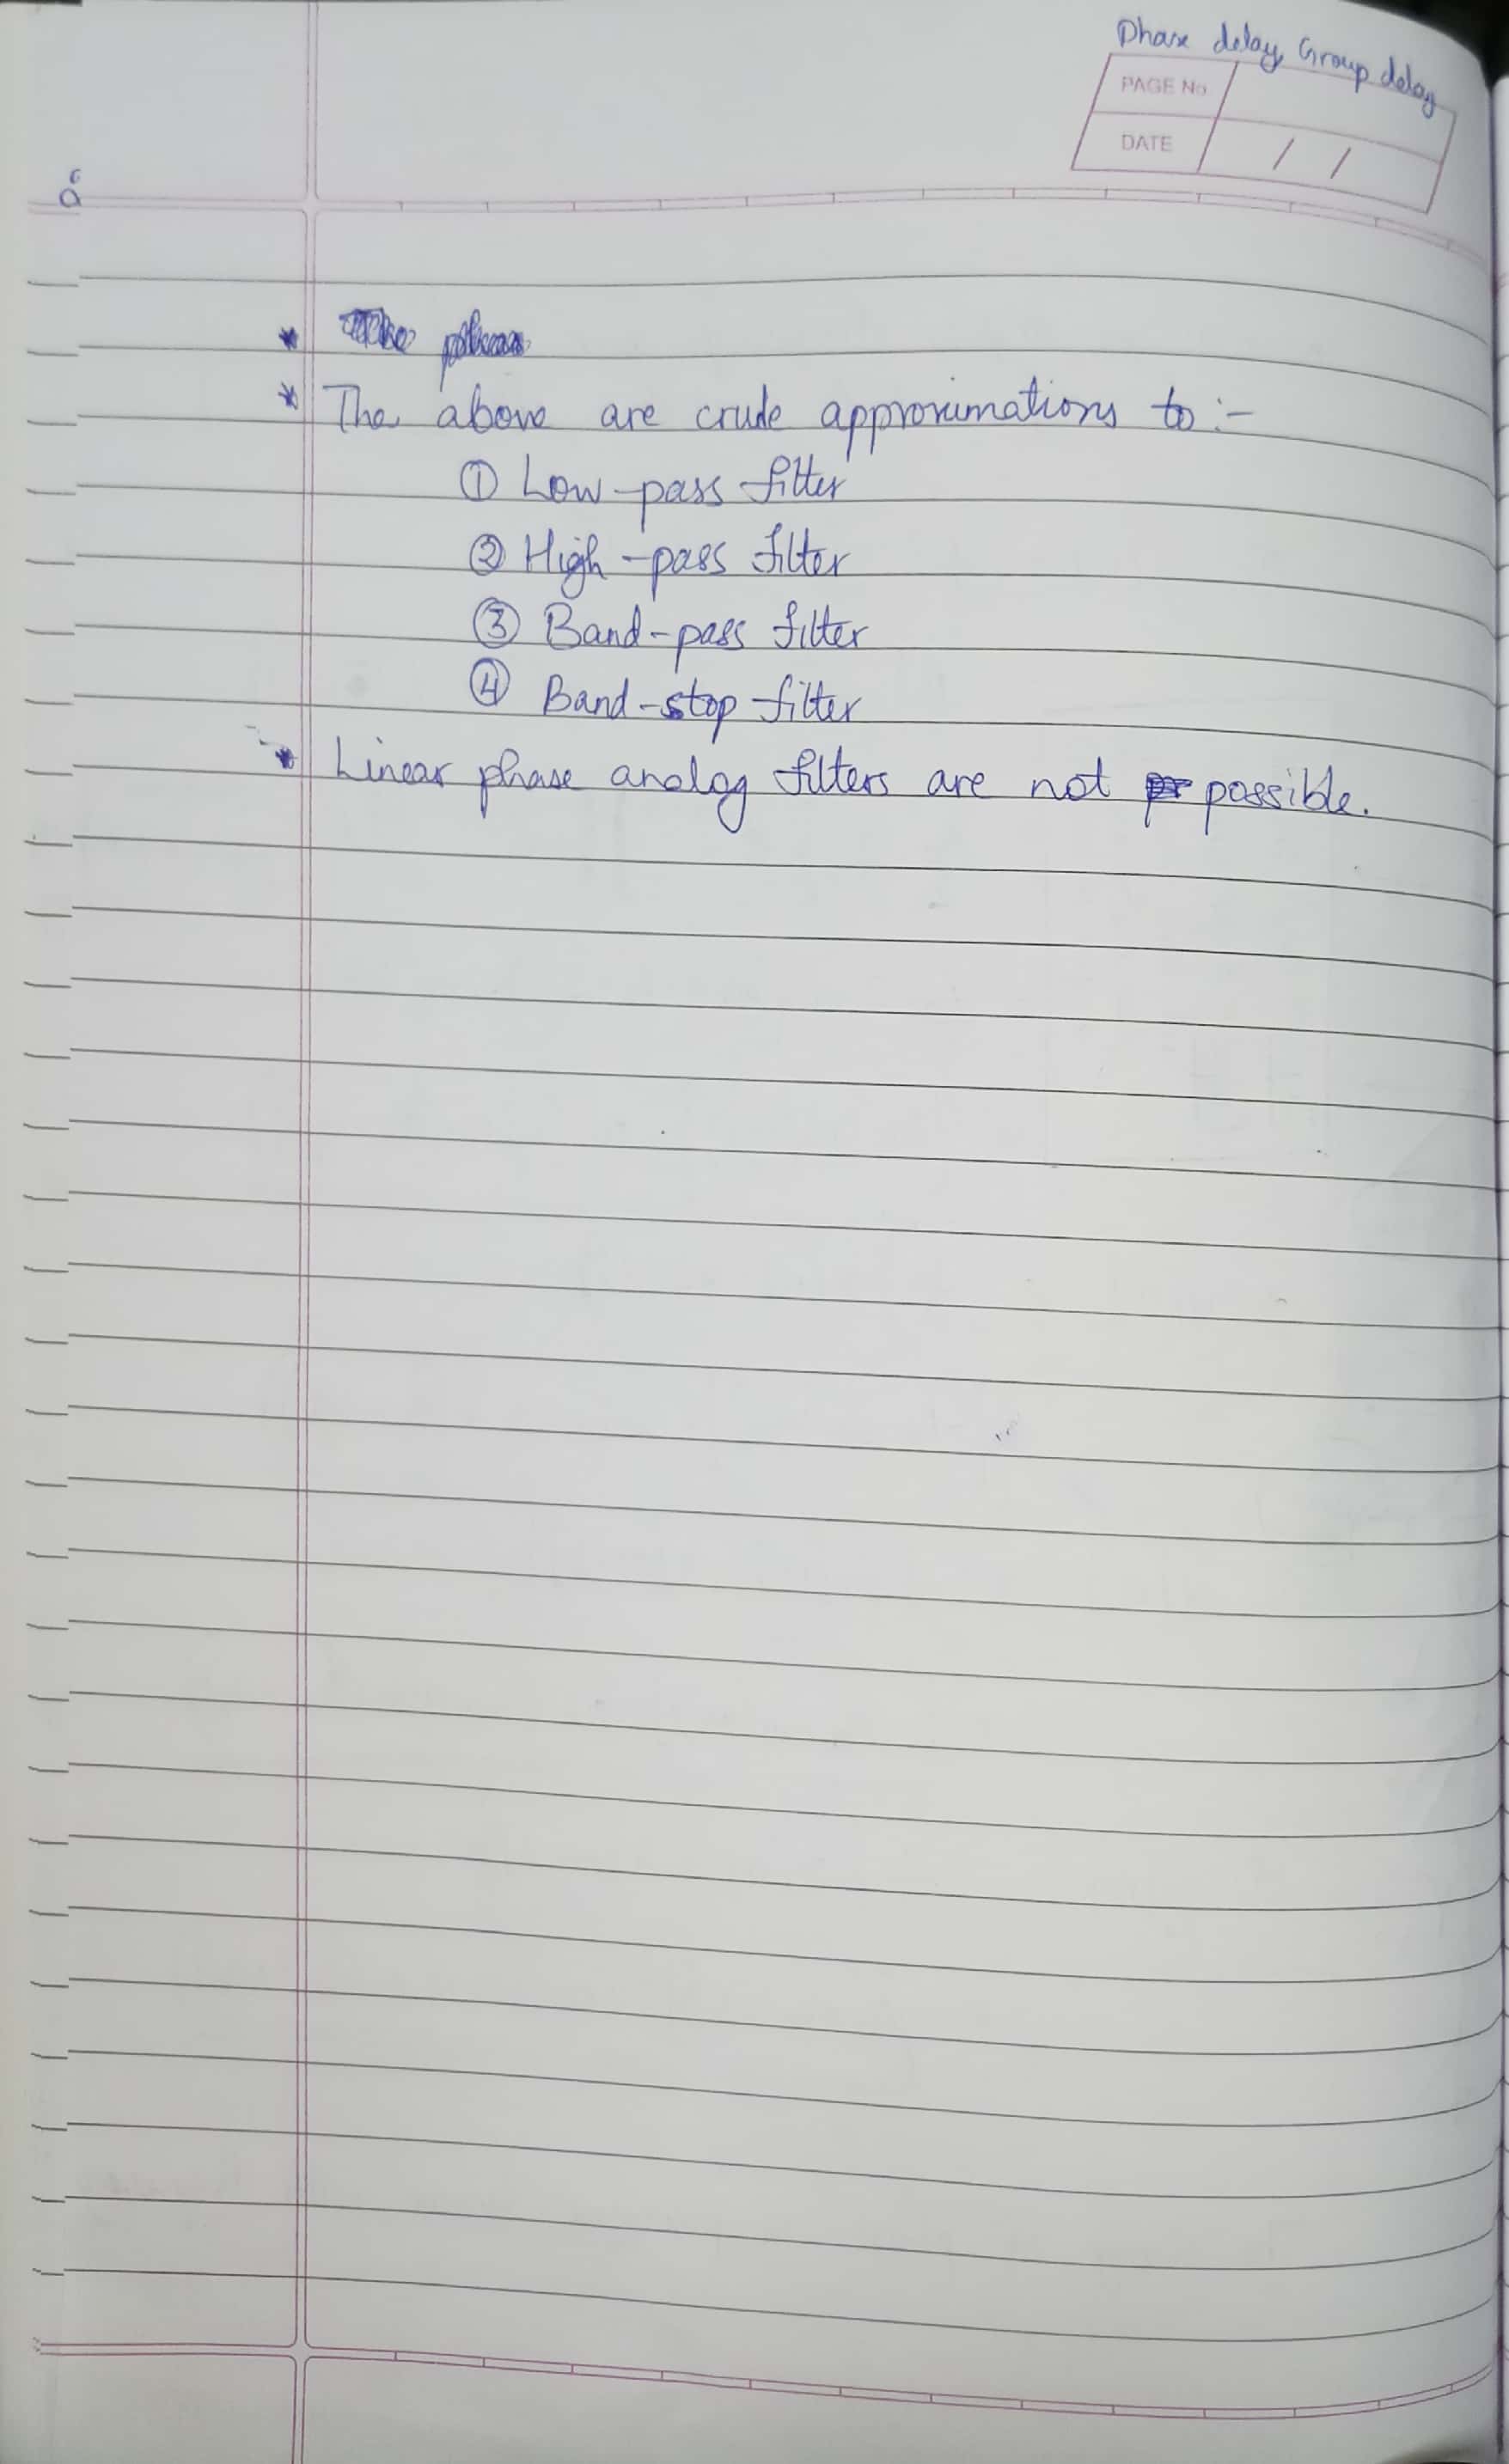 Phase delay, Group delay
PAGE No
DATE / /
* The above are crude approximations to :-
① Low-pass filter
② High-pass filter
③ Band-pass filter
④ Band-stop filter
* Linear phase analog filters are not possible.